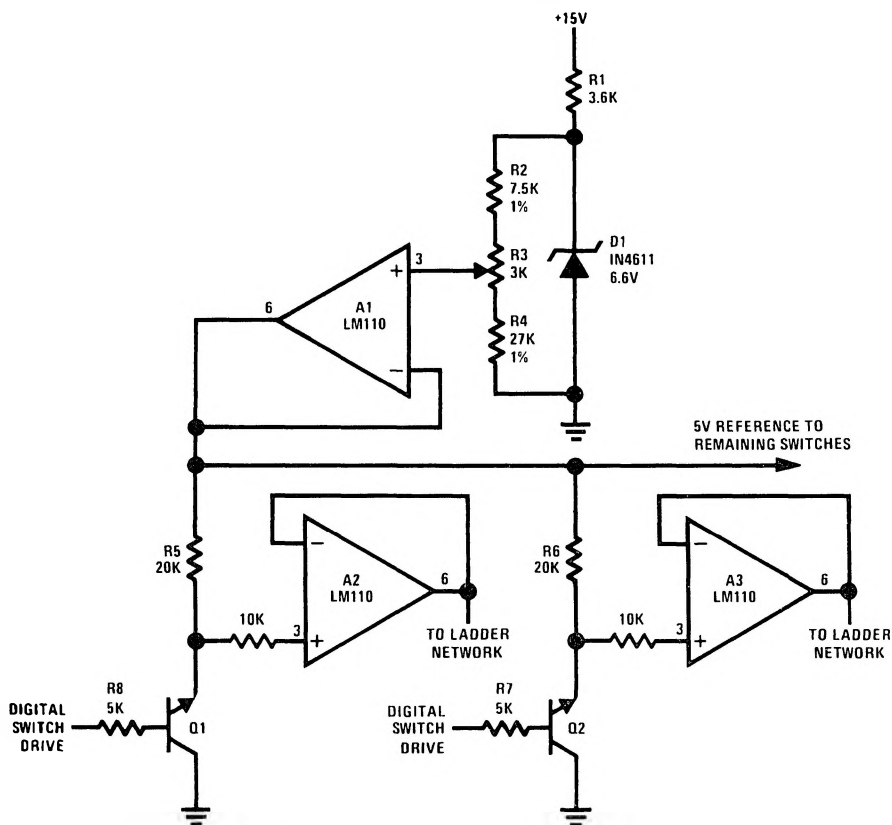 +15V
R1
3.6K
R2
7.5K
1%
R3
3K
R4
27K
1%
D1
IN4611
6.6V
3
+
6
A1
LM110
−
5V REFERENCE TO
REMAINING SWITCHES
R5
20K
−
A2
LM110
6
10K
3
+
TO LADDER
NETWORK
R6
20K
−
A3
LM110
6
10K
3
+
TO LADDER
NETWORK
R8
5K
DIGITAL
SWITCH
DRIVE
Q1
R7
5K
DIGITAL
SWITCH
DRIVE
Q2